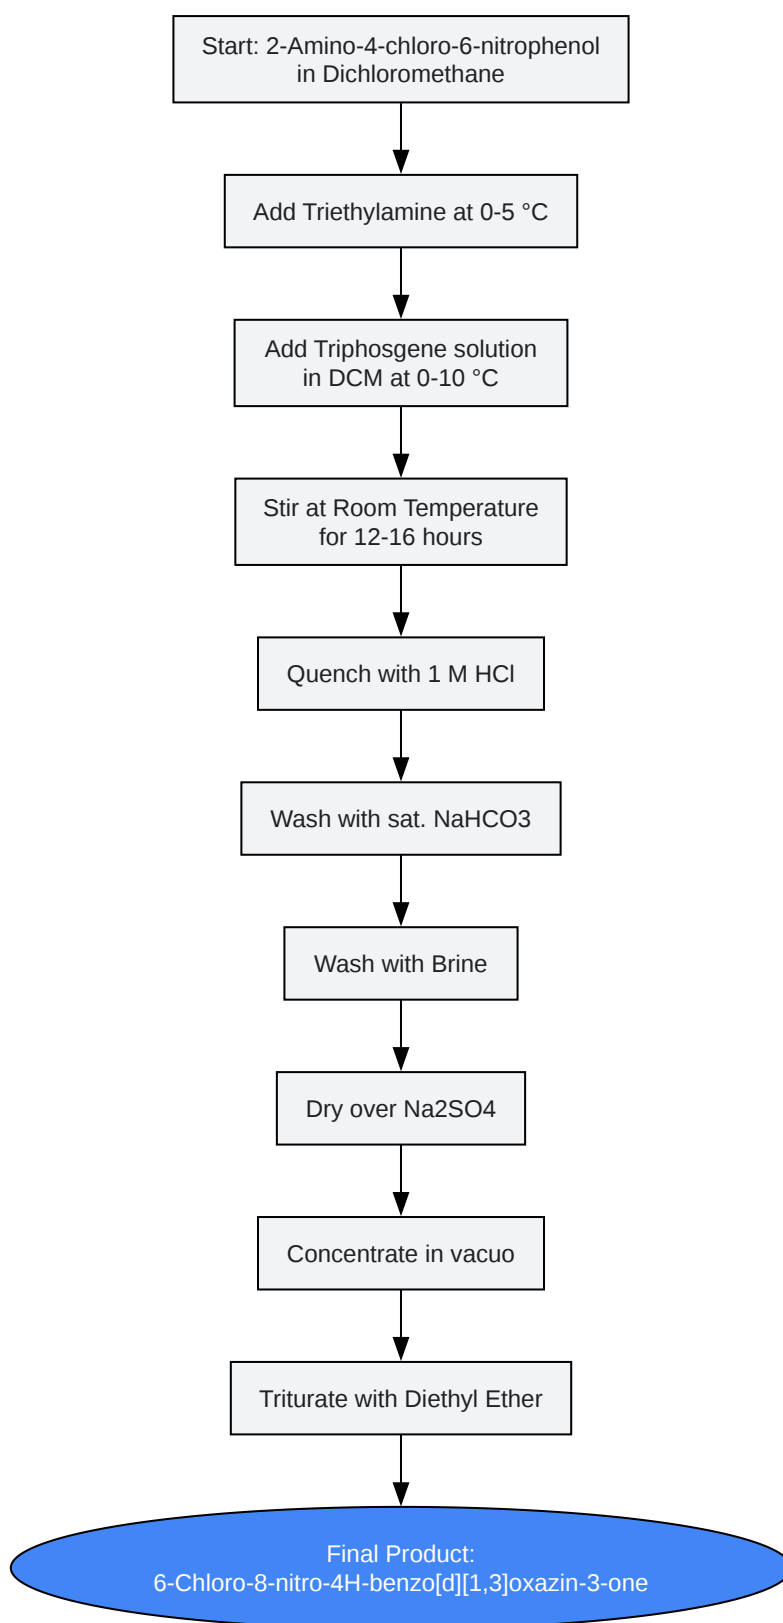 Start: 2-Amino-4-chloro-6-nitrophenol
in Dichloromethane
Add Triethylamine at 0-5 °C
Add Triphosgene solution
in DCM at 0-10 °C
Stir at Room Temperature
for 12-16 hours
Quench with 1 M HCl
Wash with sat. NaHCO3
Wash with Brine
Dry over Na2SO4
Concentrate in vacuo
Triturate with Diethyl Ether
Final Product:
6-Chloro-8-nitro-4H-benzo[d][1,3]oxazin-3-one